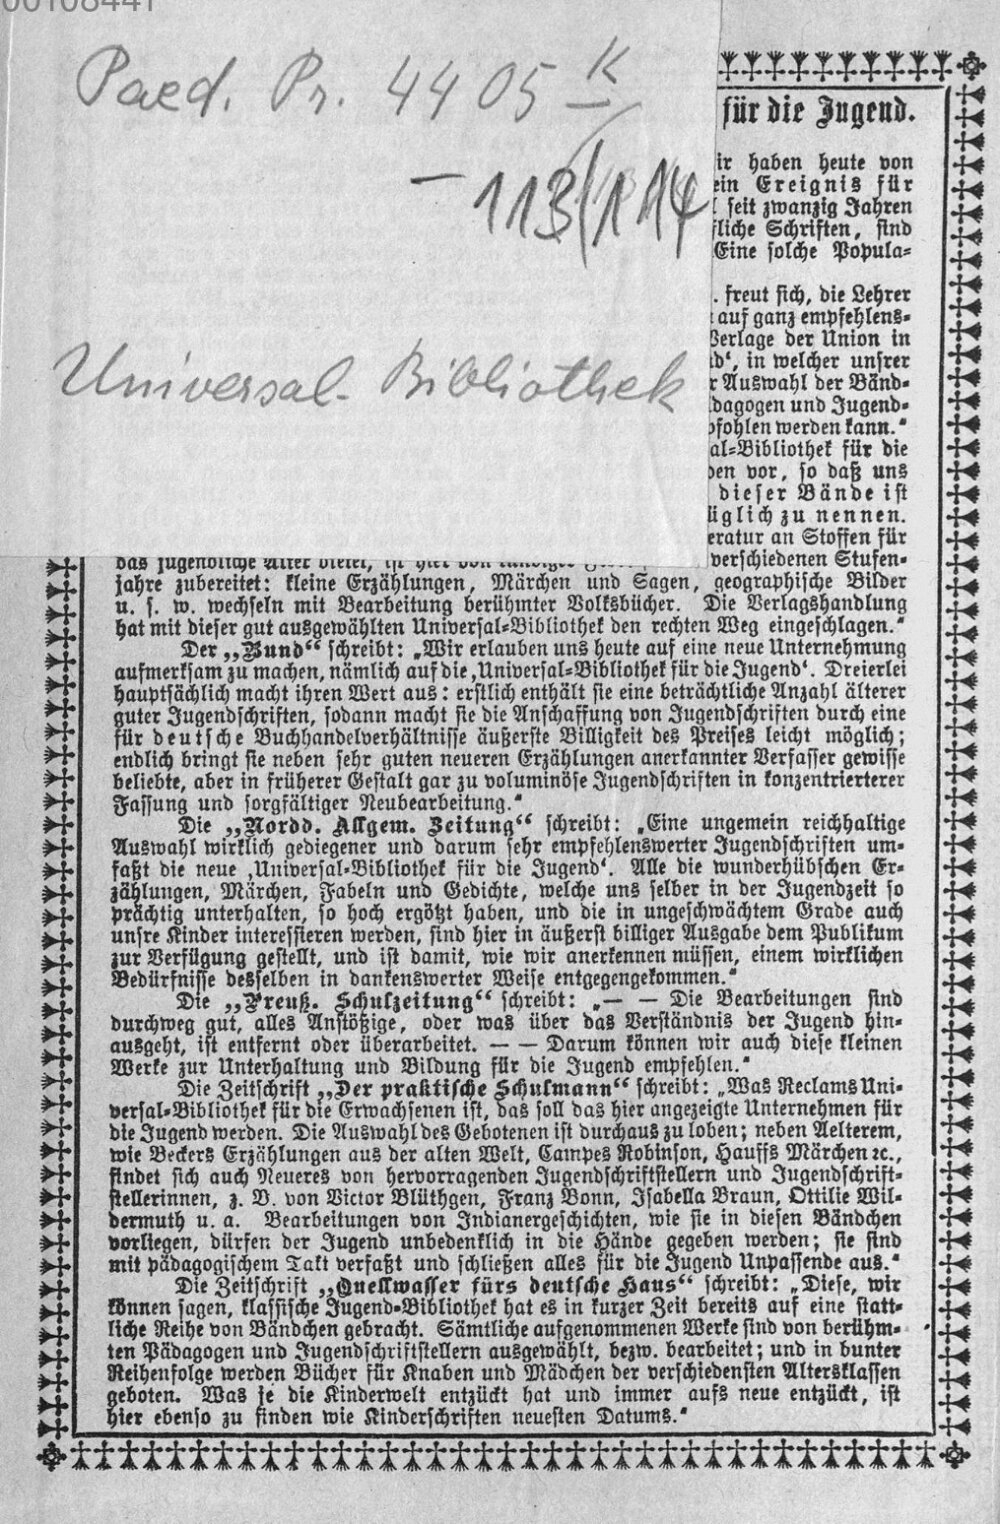 00108441
Paed. Pr. 4405 K
- 113/114
Universal-Bibliothek
für die Jugend.
ir haben heute von
ein Ereignis für
seit zwanzig Jahren
fliche Schriften, sind
Eine solche Popula-
. freut sich, die Lehrer
auf ganz empfehlens-
Verlage der Union in
d‘, in welcher unsrer
r Auswahl der Bänd-
dagogen und Jugend-
pfohlen werden kann.“
al-Bibliothek für die
en vor, so daß uns
dieser Bände ist
üglich zu nennen.
eratur an Stoffen für
das jugendliche Alter bietet, ist hier von verschiedenen Stufen-
jahre zubereitet: kleine Erzählungen, Märchen und Sagen, geographische Bilder
u. s. w. wechseln mit Bearbeitung berühmter Volksbücher. Die Verlagshandlung
hat mit dieser gut ausgewählten Universal-Bibliothek den rechten Weg eingeschlagen.“
Der „Bund“ schreibt: „Wir erlauben uns heute auf eine neue Unternehmung
aufmerksam zu machen, nämlich auf die ‚Universal-Bibliothek für die Jugend‘. Dreierlei
hauptsächlich macht ihren Wert aus: erstlich enthält sie eine beträchtliche Anzahl älterer
guter Jugendschriften, sodann macht sie die Anschaffung von Jugendschriften durch eine
für deutsche Buchhandelverhältnisse äußerste Billigkeit des Preises leicht möglich;
endlich bringt sie neben sehr guten neueren Erzählungen anerkannter Verfasser gewisse
beliebte, aber in früherer Gestalt gar zu voluminöse Jugendschriften in konzentrierterer
Fassung und sorgfältiger Neubearbeitung.“
Die „Nordd. Allgem. Zeitung“ schreibt: „Eine ungemein reichhaltige
Auswahl wirklich gediegener und darum sehr empfehlenswerter Jugendschriften um-
faßt die neue ‚Universal-Bibliothek für die Jugend‘. Alle die wunderhübschen Er-
zählungen, Märchen, Fabeln und Gedichte, welche uns selber in der Jugendzeit so
prächtig unterhalten, so hoch ergötzt haben, und die in ungeschwächtem Grade auch
unsre Kinder interessieren werden, sind hier in äußerst billiger Ausgabe dem Publikum
zur Verfügung gestellt, und ist damit, wie wir anerkennen müssen, einem wirklichen
Bedürfnisse desselben in dankenswerter Weise entgegengekommen.“
Die „Preuß. Schulzeitung“ schreibt: „— — Die Bearbeitungen sind
durchweg gut, alles Anstößige, oder was über das Verständnis der Jugend hin-
ausgeht, ist entfernt oder überarbeitet. — — Darum können wir auch diese kleinen
Werke zur Unterhaltung und Bildung für die Jugend empfehlen.“
Die Zeitschrift „Der praktische Schulmann“ schreibt: „Was Reclams Uni-
versal-Bibliothek für die Erwachsenen ist, das soll das hier angezeigte Unternehmen für
die Jugend werden. Die Auswahl des Gebotenen ist durchaus zu loben; neben Aelterem,
wie Beckers Erzählungen aus der alten Welt, Campes Robinson, Hauffs Märchen ꝛc.,
findet sich auch Neueres von hervorragenden Jugendschriftstellern und Jugendschrift-
stellerinnen, z. B. von Victor Blüthgen, Franz Bonn, Isabella Braun, Ottilie Wil-
dermuth u. a. Bearbeitungen von Indianergeschichten, wie sie in diesen Bändchen
vorliegen, dürfen der Jugend unbedenklich in die Hände gegeben werden; sie sind
mit pädagogischem Takt verfaßt und schließen alles für die Jugend Unpassende aus.“
Die Zeitschrift „Quellwasser fürs deutsche Haus“ schreibt: „Diese, wir
können sagen, klassische Jugend-Bibliothek hat es in kurzer Zeit bereits auf eine statt-
liche Reihe von Bändchen gebracht. Sämtliche aufgenommenen Werke sind von berühm-
ten Pädagogen und Jugendschriftstellern ausgewählt, bezw. bearbeitet; und in bunter
Reihenfolge werden Bücher für Knaben und Mädchen der verschiedensten Altersklassen
geboten. Was je die Kinderwelt entzückt hat und immer aufs neue entzückt, ist
hier ebenso zu finden wie Kinderschriften neuesten Datums.“